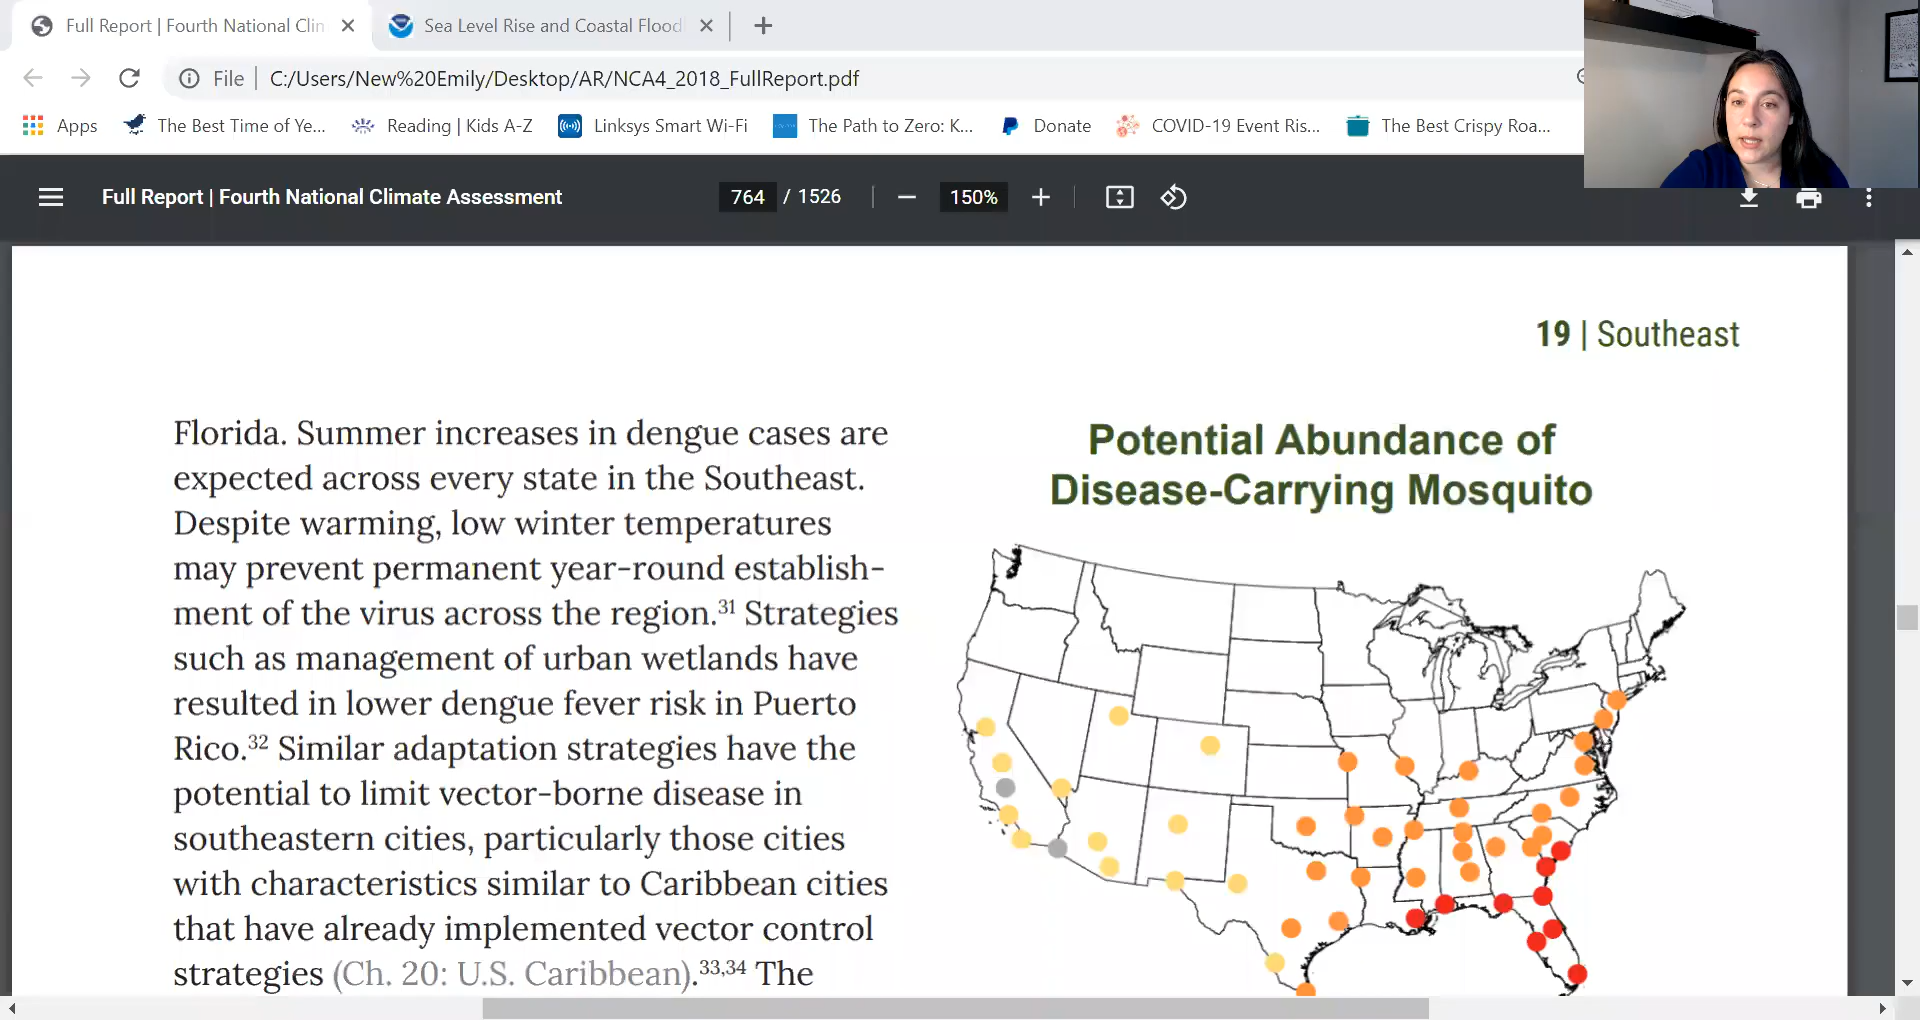 Full Report | Fourth National Clin
Sea Level Rise and Coastal Flood
File
C:/Users/New%20Emily/Desktop/AR/NCA4_2018_FullReport.pdf
Apps
The Best Time of Ye...
Reading | Kids A-Z
Linksys Smart Wi-Fi
The Path to Zero: K...
Donate
COVID-19 Event Ris...
The Best Crispy Roa...
Full Report | Fourth National Climate Assessment
764 / 1526
150%
19 | Southeast
Florida. Summer increases in dengue cases are
expected across every state in the Southeast.
Despite warming, low winter temperatures
may prevent permanent year-round establish-
ment of the virus across the region.31 Strategies
such as management of urban wetlands have
resulted in lower dengue fever risk in Puerto
Rico.32 Similar adaptation strategies have the
potential to limit vector-borne disease in
southeastern cities, particularly those cities
with characteristics similar to Caribbean cities
that have already implemented vector control
strategies (Ch. 20: U.S. Caribbean).33,34 The
Potential Abundance of
Disease-Carrying Mosquito